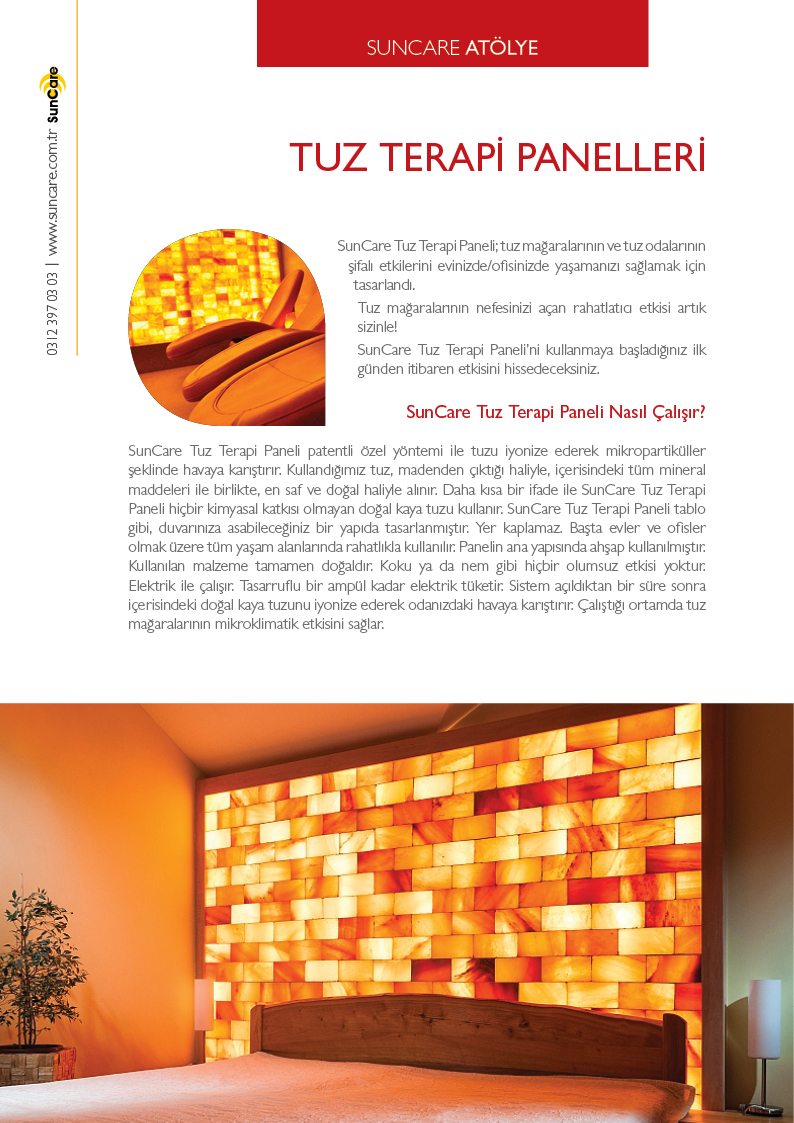 SUNCARE ATÖLYE
0312 397 03 03 | www.suncare.com.tr SunCare
TUZ TERAPİ PANELLERİ
SunCare Tuz Terapi Paneli; tuz mağaralarının ve tuz odalarının
şifalı etkilerini evinizde/ofisinizde yaşamanızı sağlamak için
tasarlandı.
Tuz mağaralarının nefesinizi açan rahatlatıcı etkisi artık
sizinle!
SunCare Tuz Terapi Paneli’ni kullanmaya başladığınız ilk
günden itibaren etkisini hissedeceksiniz.
SunCare Tuz Terapi Paneli Nasıl Çalışır?
SunCare Tuz Terapi Paneli patentli özel yöntemi ile tuzu iyonize ederek mikropartiküller
şeklinde havaya karıştırır. Kullandığımız tuz, madenden çıktığı haliyle, içerisindeki tüm mineral
maddeleri ile birlikte, en saf ve doğal haliyle alınır. Daha kısa bir ifade ile SunCare Tuz Terapi
Paneli hiçbir kimyasal katkısı olmayan doğal kaya tuzu kullanır. SunCare Tuz Terapi Paneli tablo
gibi, duvarınıza asabileceğiniz bir yapıda tasarlanmıştır. Yer kaplamaz. Başta evler ve ofisler
olmak üzere tüm yaşam alanlarında rahatlıkla kullanılır. Panelin ana yapısında ahşap kullanılmıştır.
Kullanılan malzeme tamamen doğaldır. Koku ya da nem gibi hiçbir olumsuz etkisi yoktur.
Elektrik ile çalışır. Tasarruflu bir ampül kadar elektrik tüketir. Sistem açıldıktan bir süre sonra
içerisindeki doğal kaya tuzunu iyonize ederek odanızdaki havaya karıştırır. Çalıştığı ortamda tuz
mağaralarının mikroklimatik etkisini sağlar.